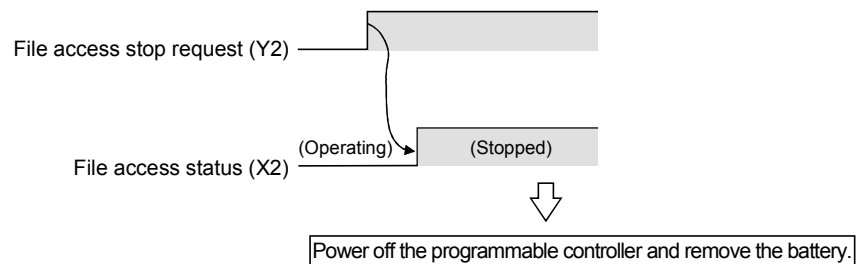 File access stop request (Y2)
(Operating)
(Stopped)
File access status (X2)
Power off the programmable controller and remove the battery.